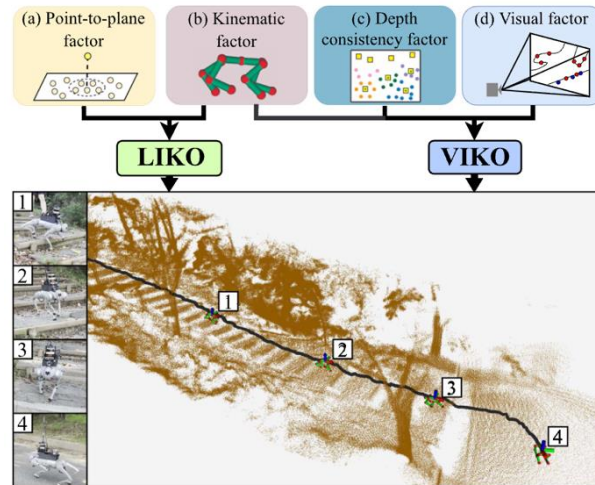 (a) Point-to-plane
factor
(b) Kinematic
factor
(c) Depth
consistency factor
(d) Visual factor
LIKO
VIKO
1
2
3
4
1
2
3
4